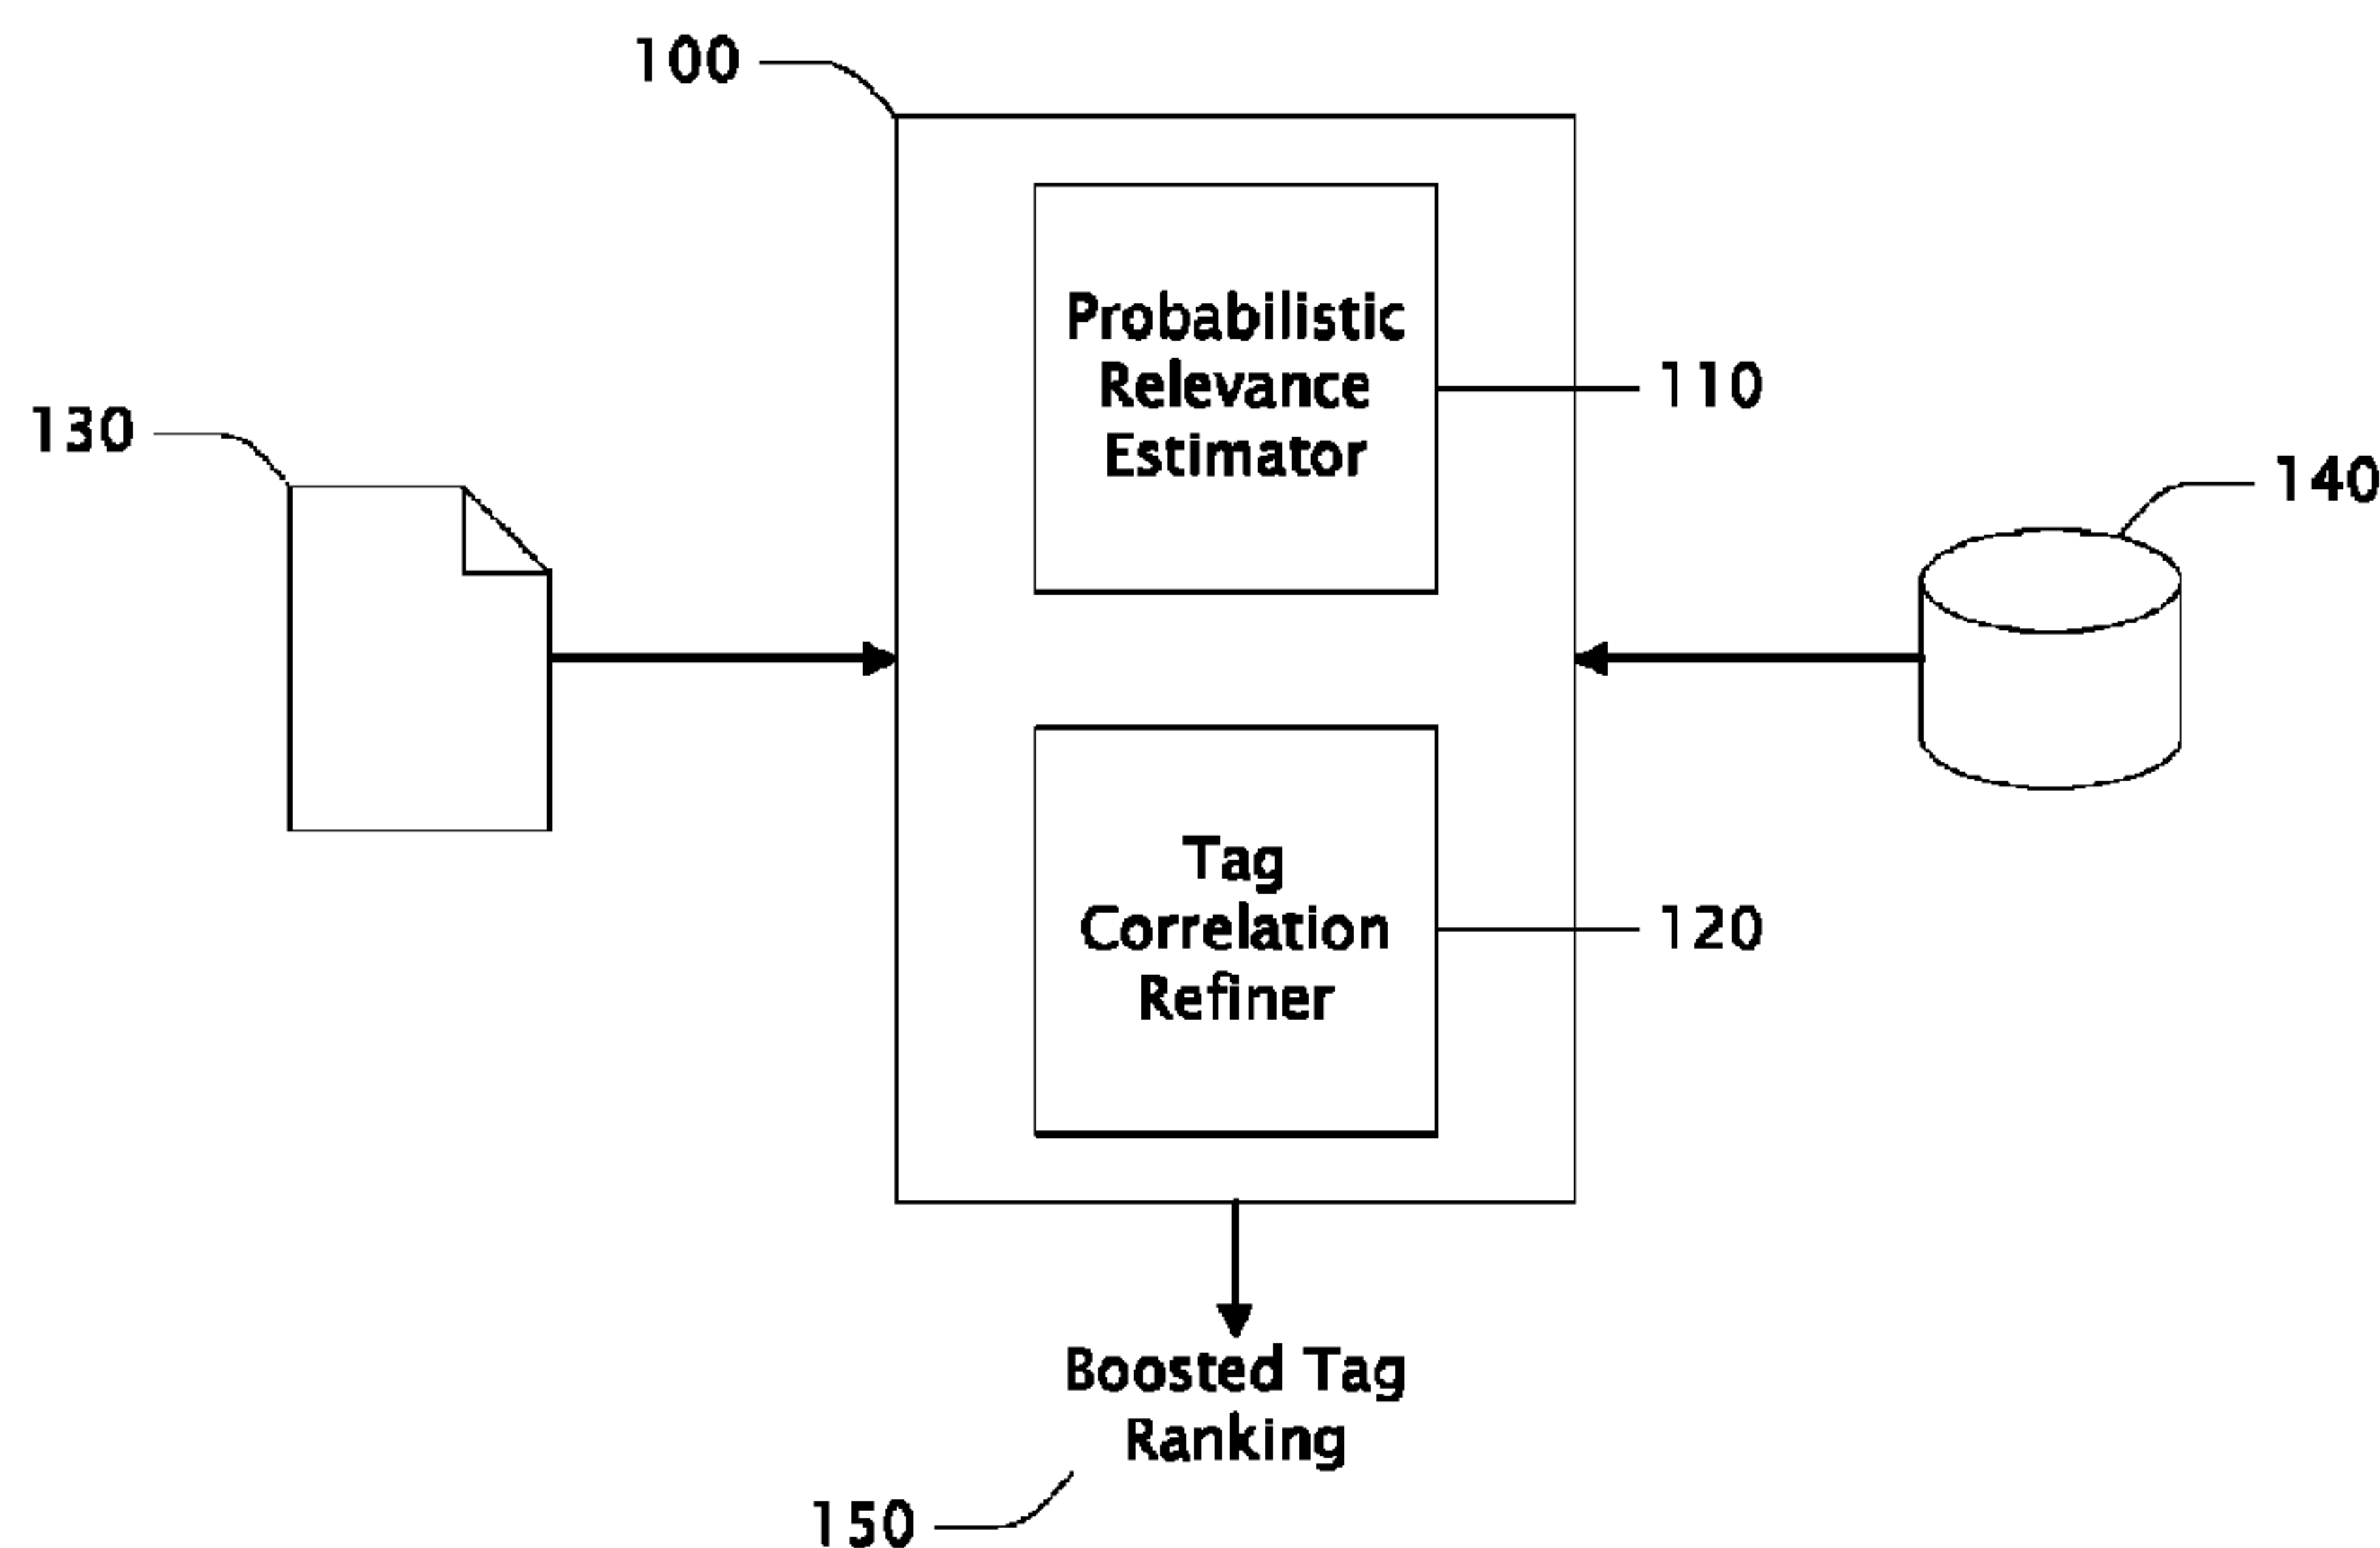 100
Probabilistic
Relevance
Estimator
110
130
140
Tag
Correlation
Refiner
120
Boosted Tag
Ranking
150